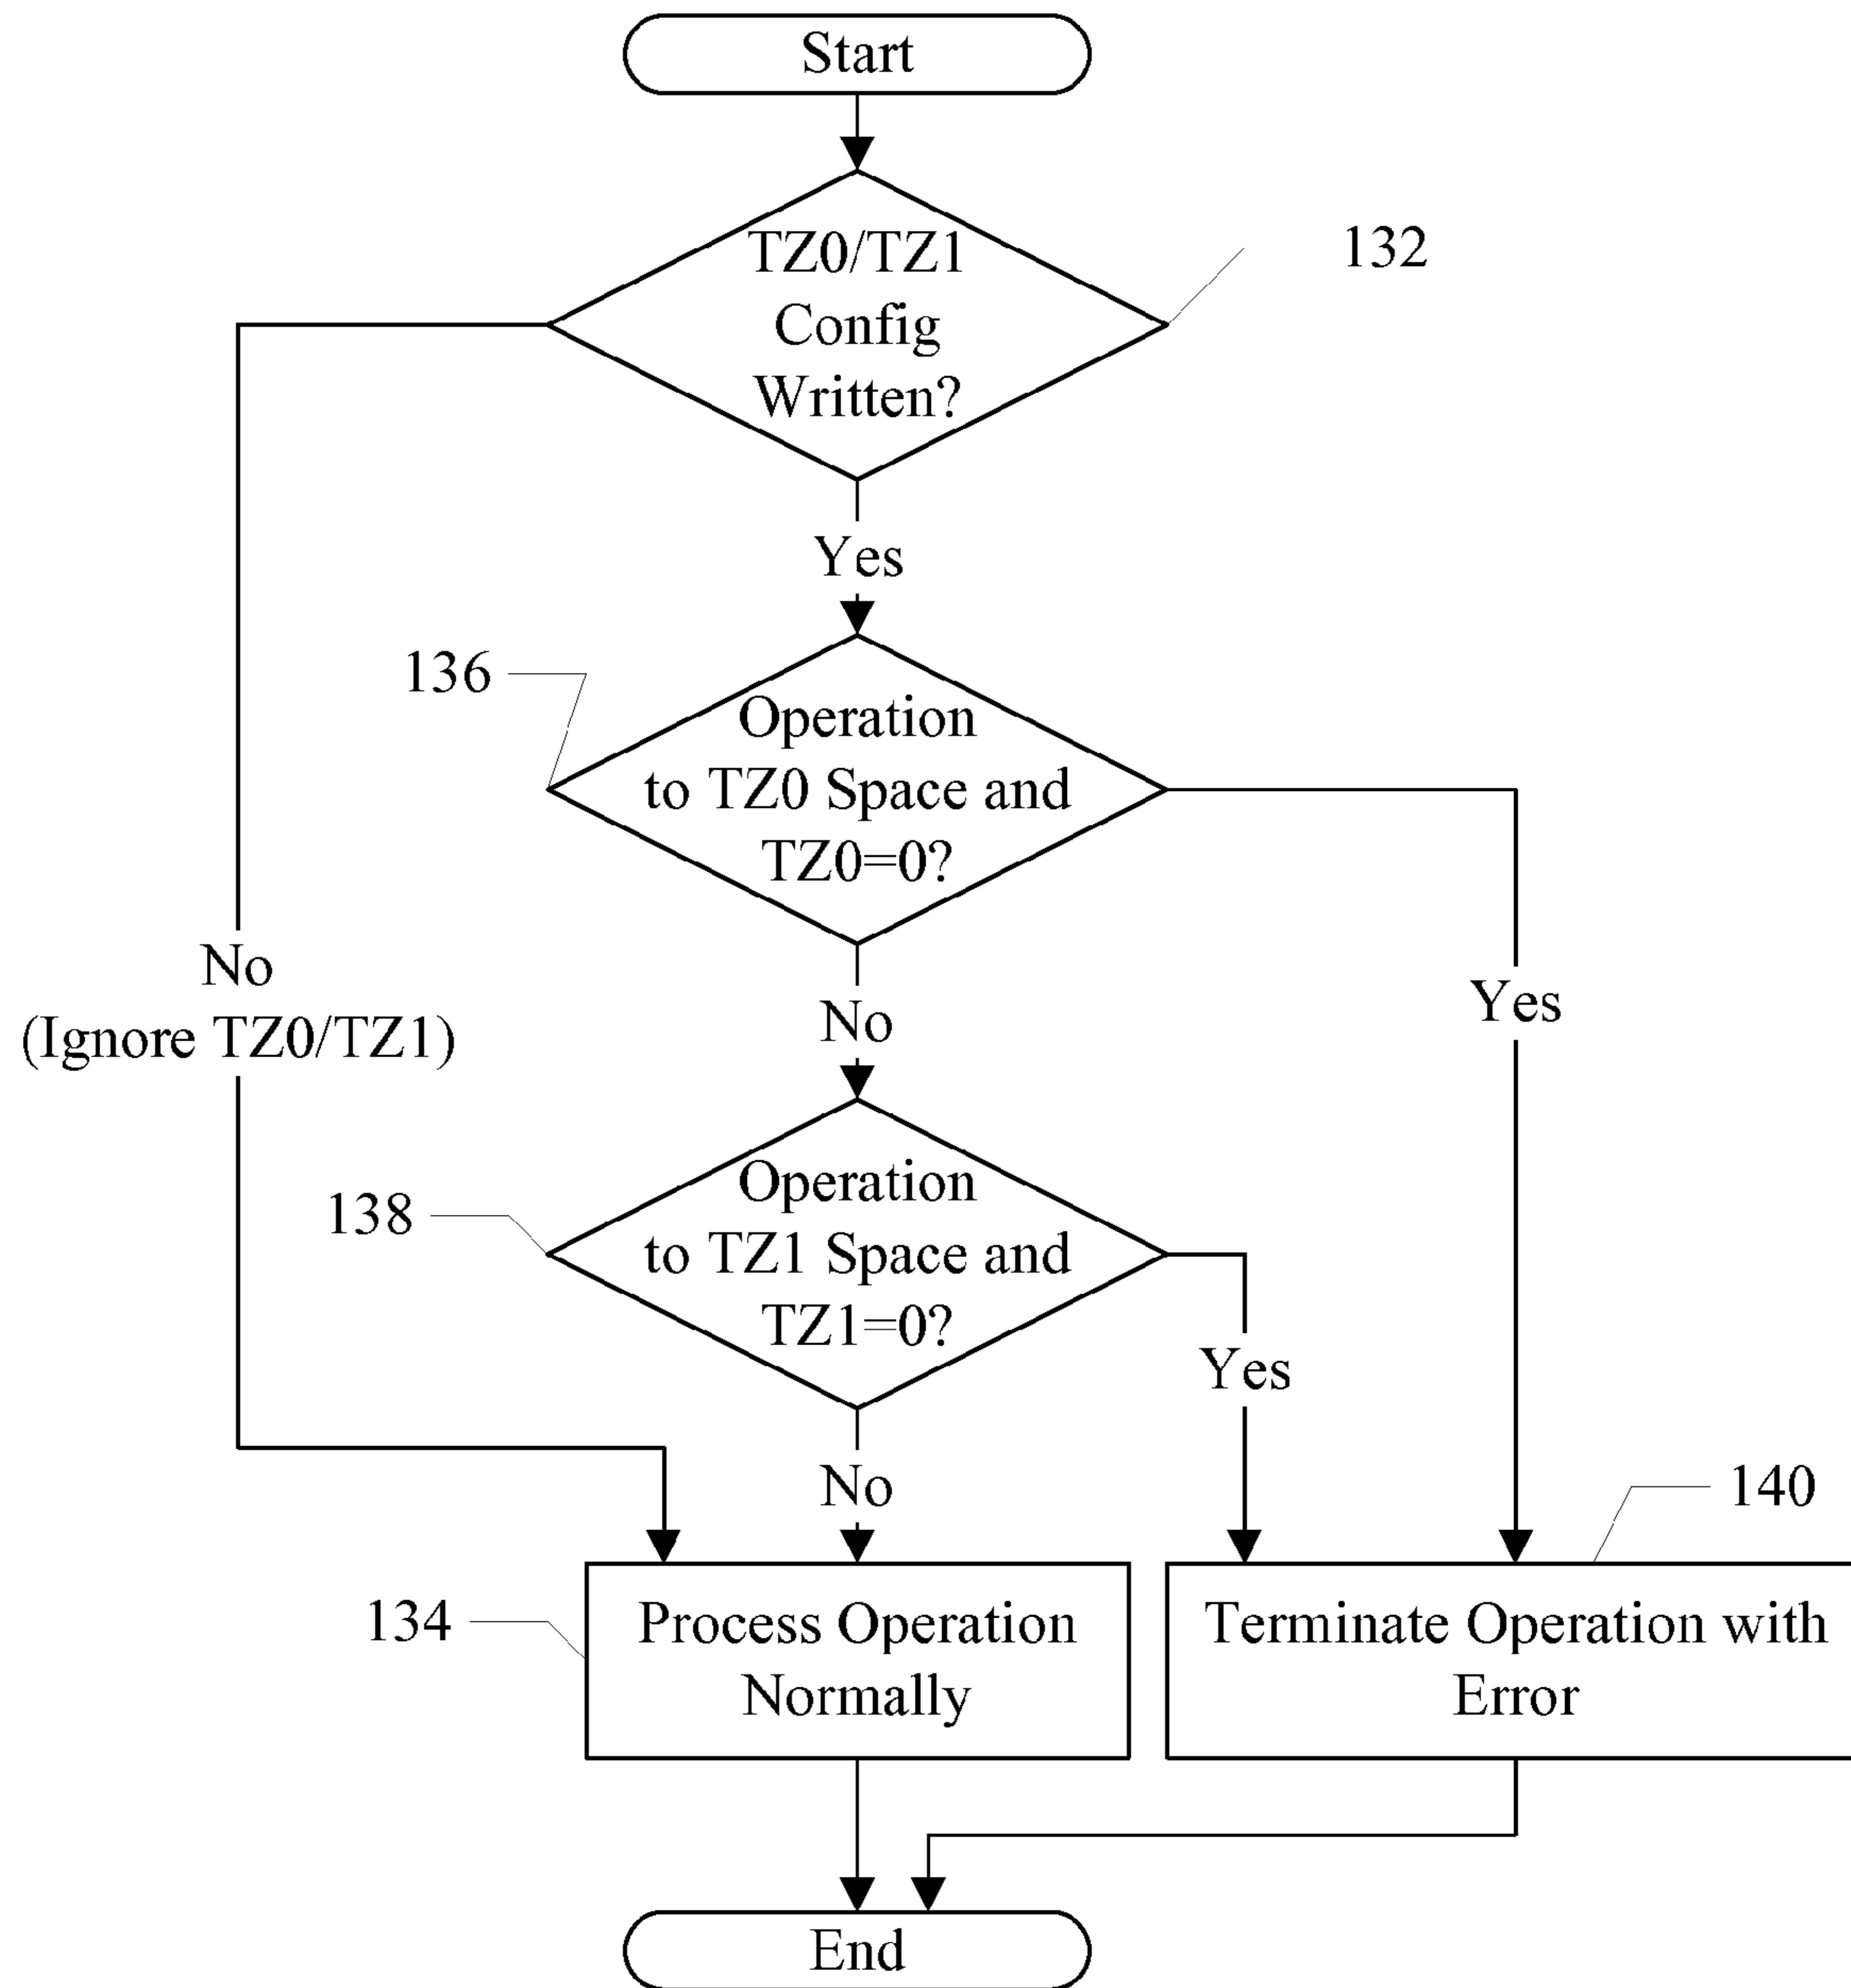 Start
TZ0/TZ1
Config
Written?
132
Yes
136
Operation
to TZ0 Space and
TZ0=0?
No
(Ignore TZ0/TZ1)
Yes
No
138
Operation
to TZ1 Space and
TZ1=0?
Yes
No
140
134
Process Operation
Normally
Terminate Operation with
Error
End